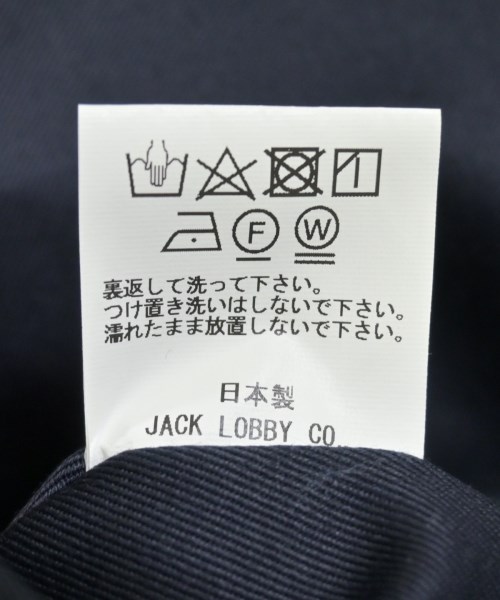 F W
裏返して洗って下さい。
つけ置き洗いはしないで下さい。
濡れたまま放置しないで下さい。
日本製
JACK LOBBY CO.